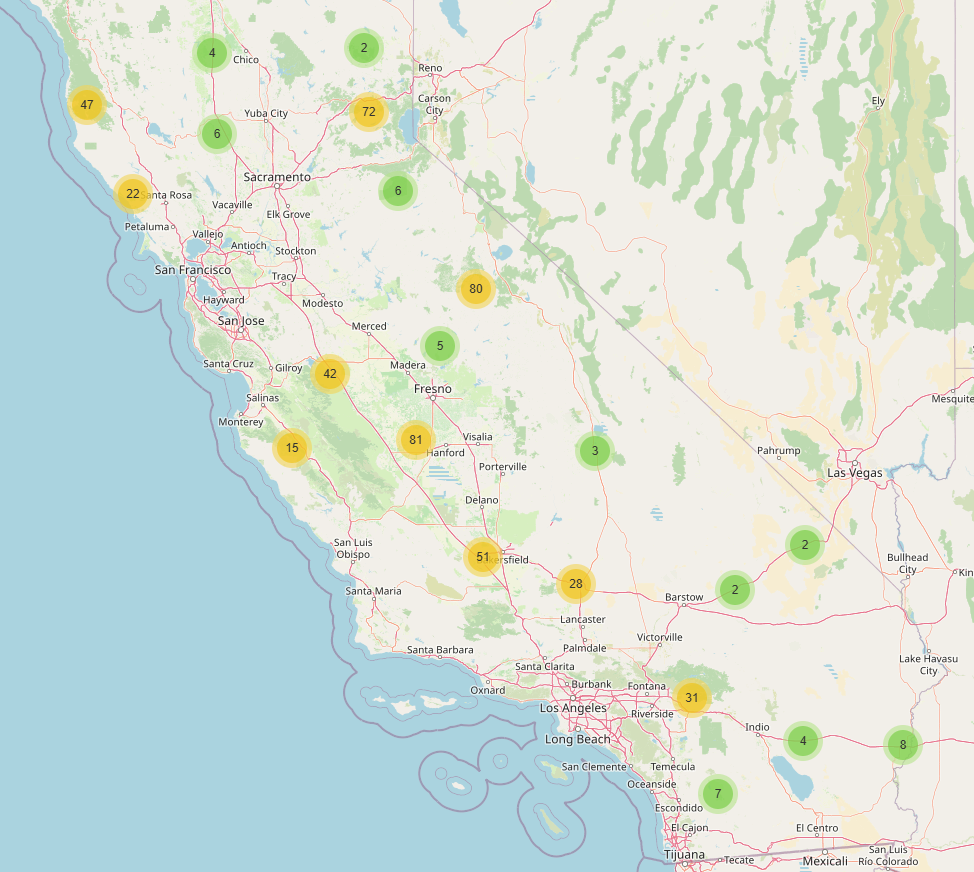 4
Chico
2
Reno
Ely
47
72
Carson
City
Yuba City
6
Sacramento
6
22
Santa Rosa
Vacaville
Elk Grove
Petaluma
Vallejo
Antioch
Stockton
San Francisco
Tracy
80
Hayward
Modesto
San Jose
Merced
5
Santa Cruz
Gilroy
42
Madera
Fresno
Mesquite
Salinas
Monterey
15
81
Visalia
Hanford
3
Pahrump
Las Vegas
Porterville
Delano
San Luis
Obispo
51
ersfield
2
Bullhead
City
Kin
28
2
Santa Maria
Barstow
Lancaster
Victorville
Palmdale
Santa Barbara
Santa Clarita
Lake Havasu
City
Oxnard
Burbank
Fontana
31
Los Angeles
Riverside
Indio
4
8
Long Beach
San Clemente
Temecula
Oceanside
7
Escondido
El Cajon
El Centro
Tijuana
Tecate
Mexicali
San Luis
Río Colorado